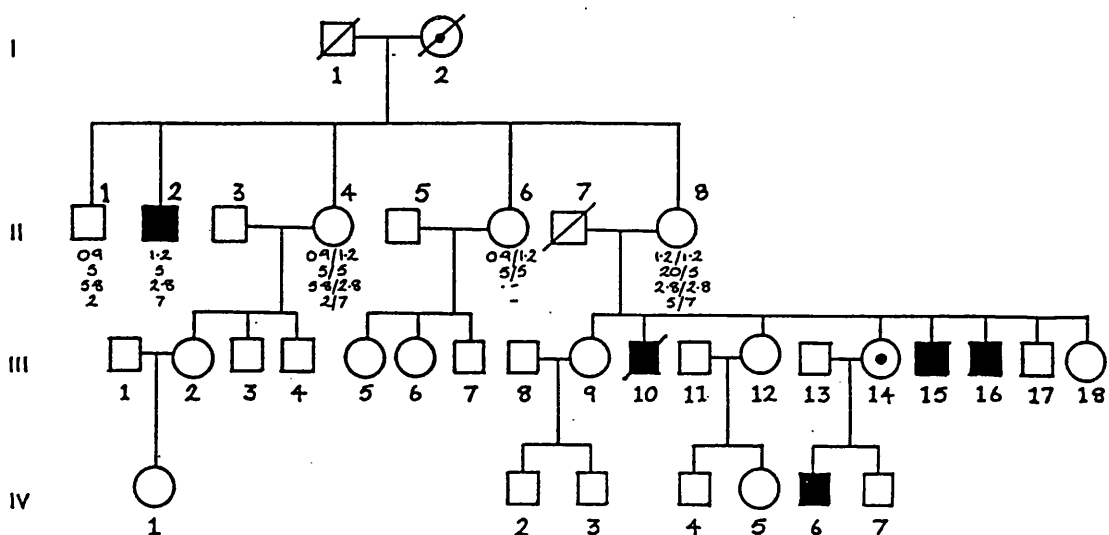 I
1 2
1 2 3 4 5 6 7 8
II
09 1·2 09/1·2 09/1·2 1·2/1·2
5 5 5/5 5/5 20/5
5·8 2·8 5·8/2·8 -·- 2·8/2·8
2 7 2/7 - 5/7
III
1 2 3 4 5 6 7 8 9 10 11 12 13 14 15 16 17 18
IV
1 2 3 4 5 6 7